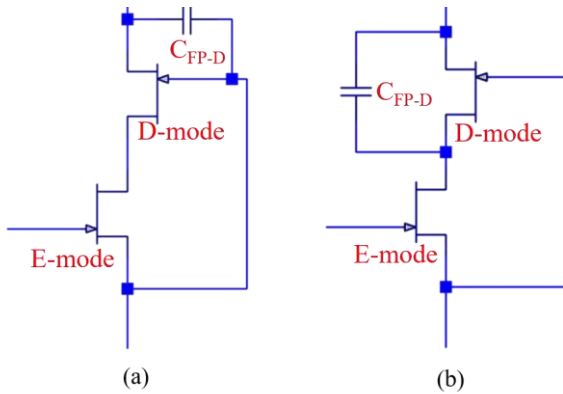 C_FP-D
D-mode
E-mode
(a)
C_FP-D
D-mode
E-mode
(b)